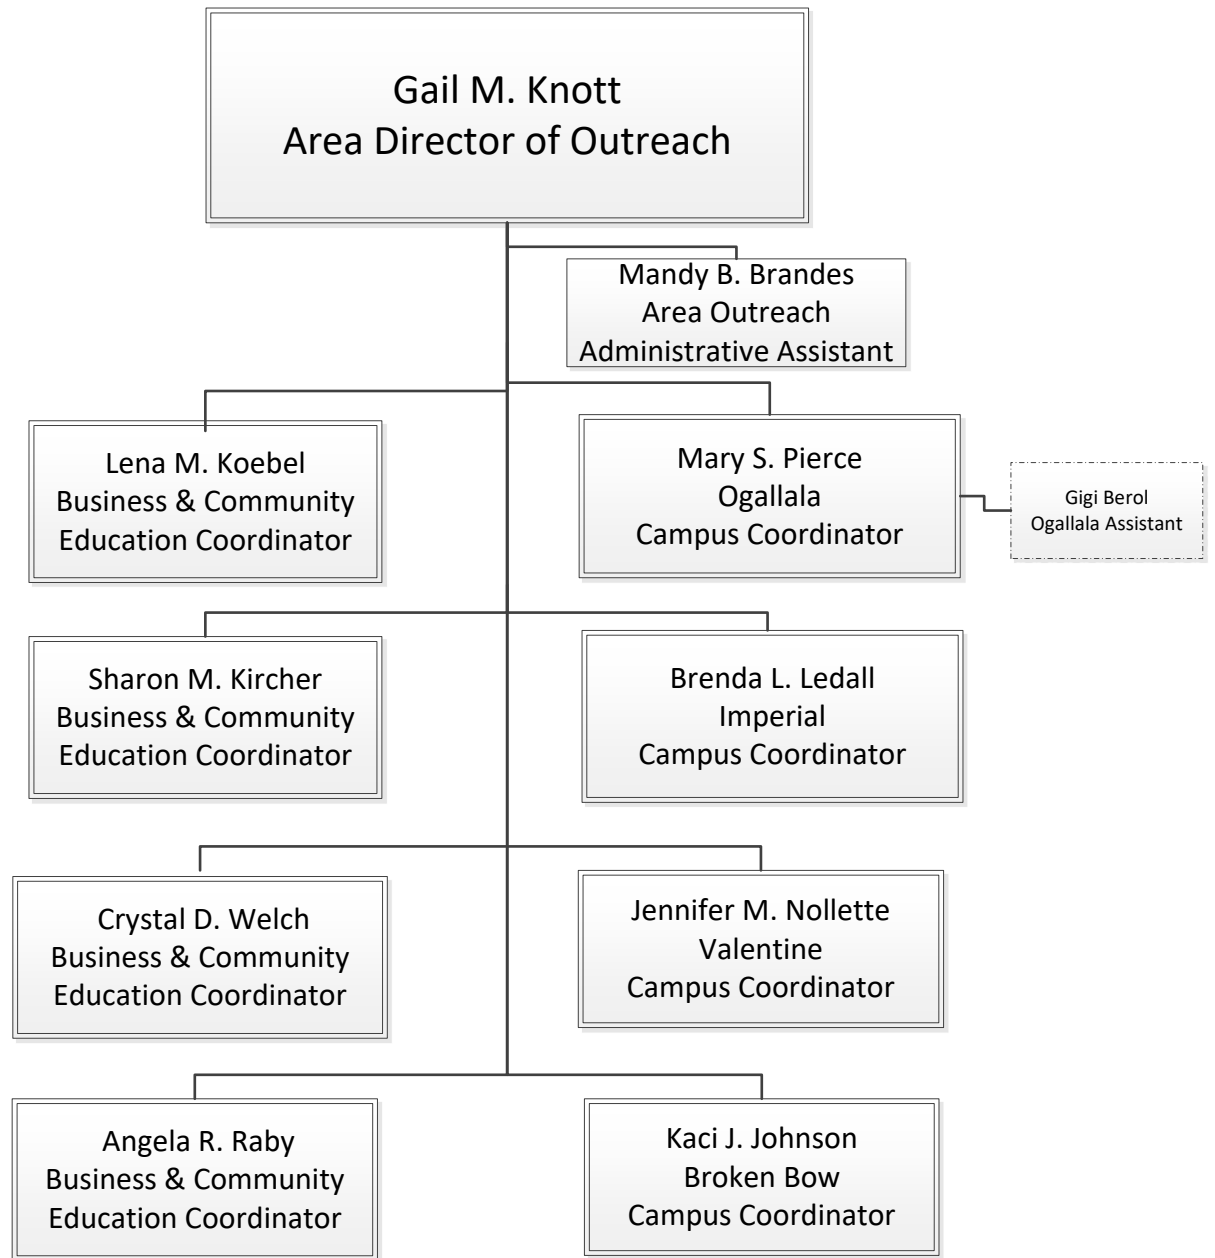 Gail M. Knott
Area Director of Outreach
Mandy B. Brandes
Area Outreach
Administrative Assistant
Lena M. Koebel
Business & Community
Education Coordinator
Mary S. Pierce
Ogallala
Campus Coordinator
Gigi Berol
Ogallala Assistant
Sharon M. Kircher
Business & Community
Education Coordinator
Brenda L. Ledall
Imperial
Campus Coordinator
Crystal D. Welch
Business & Community
Education Coordinator
Jennifer M. Nollette
Valentine
Campus Coordinator
Angela R. Raby
Business & Community
Education Coordinator
Kaci J. Johnson
Broken Bow
Campus Coordinator